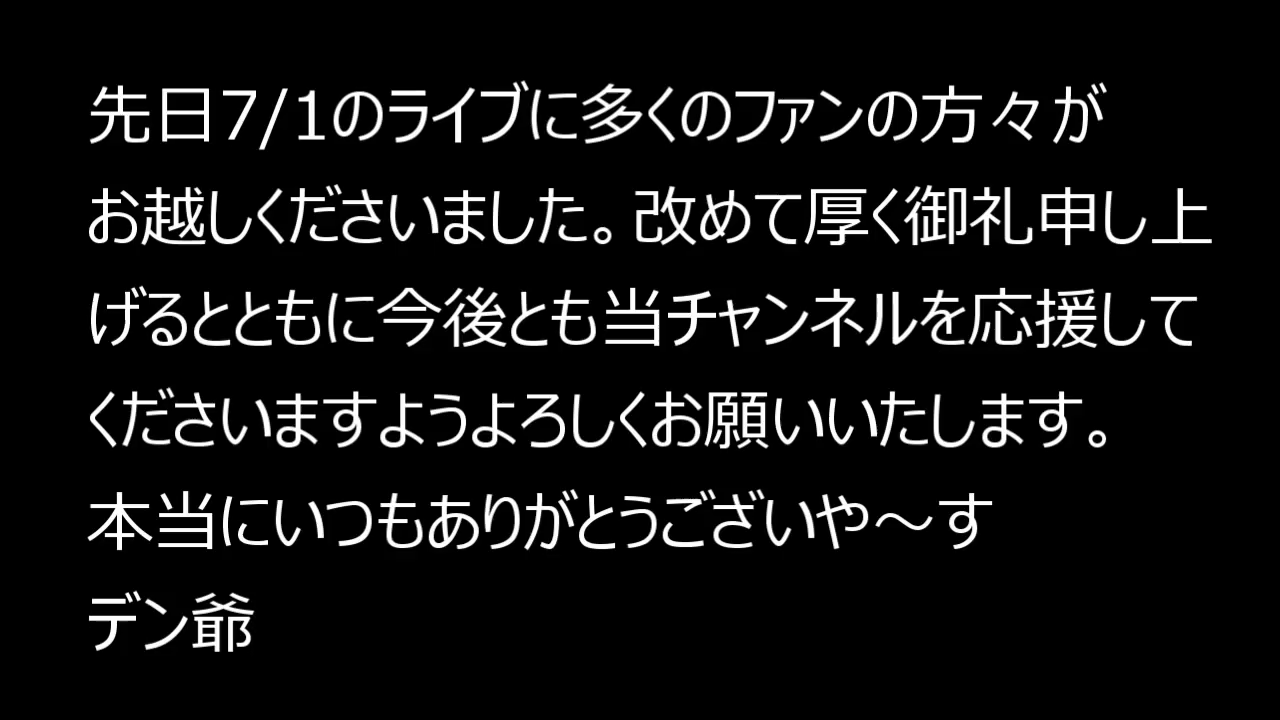 先日7/1のライブに多くのファンの方々が
お越しくださいました。改めて厚く御礼申し上
げるとともに今後とも当チャンネルを応援して
くださいますようよろしくお願いいたします。
本当にいつもありがとうございや～す
デン爺